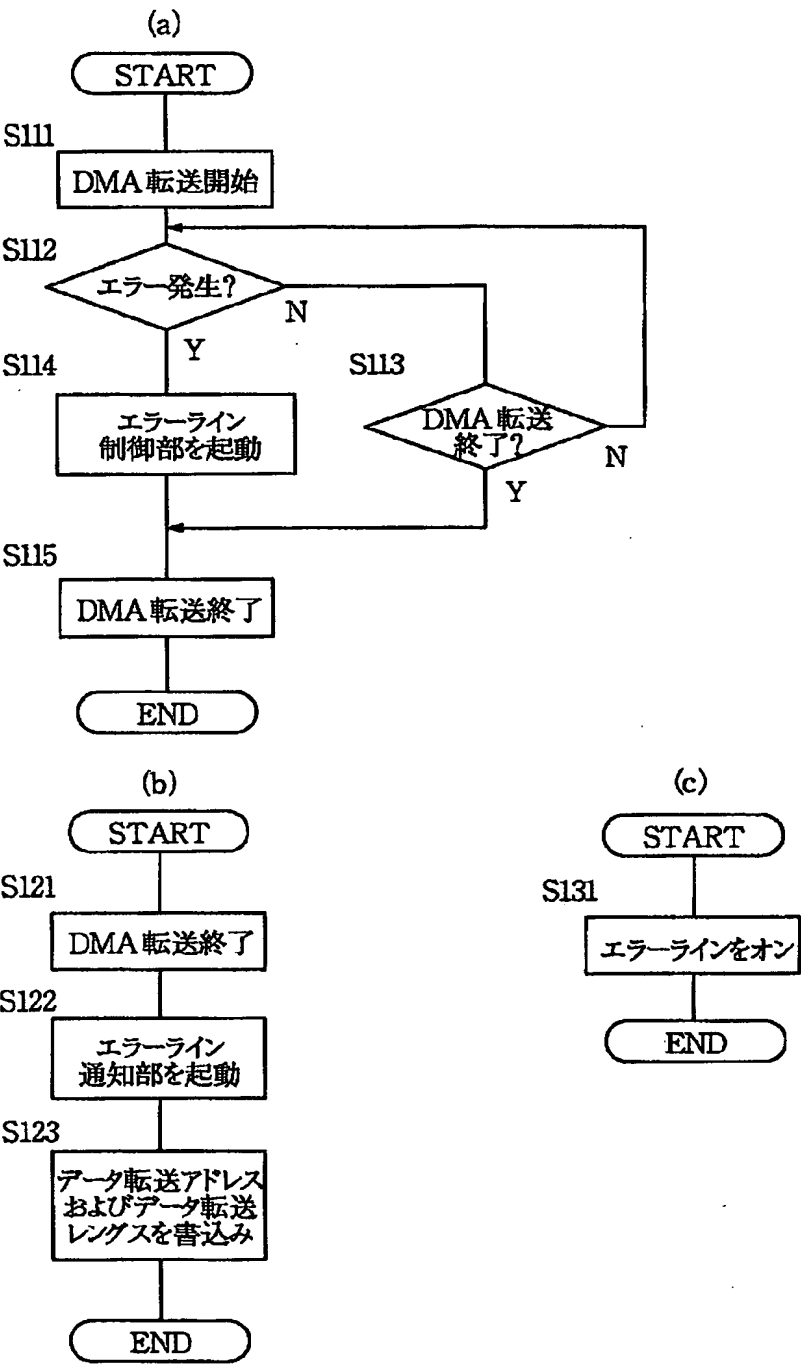 (a)
START
S111
DMA転送開始
S112
エラー発生?
N
Y
S114
エラーライン
制御部を起動
S113
DMA転送
終了?
N
Y
S115
DMA転送終了
END
(b)
START
S121
DMA転送終了
S122
エラーライン
通知部を起動
S123
データ転送アドレス
およびデータ転送
レングスを書込み
END
(c)
START
S131
エラーラインをオン
END